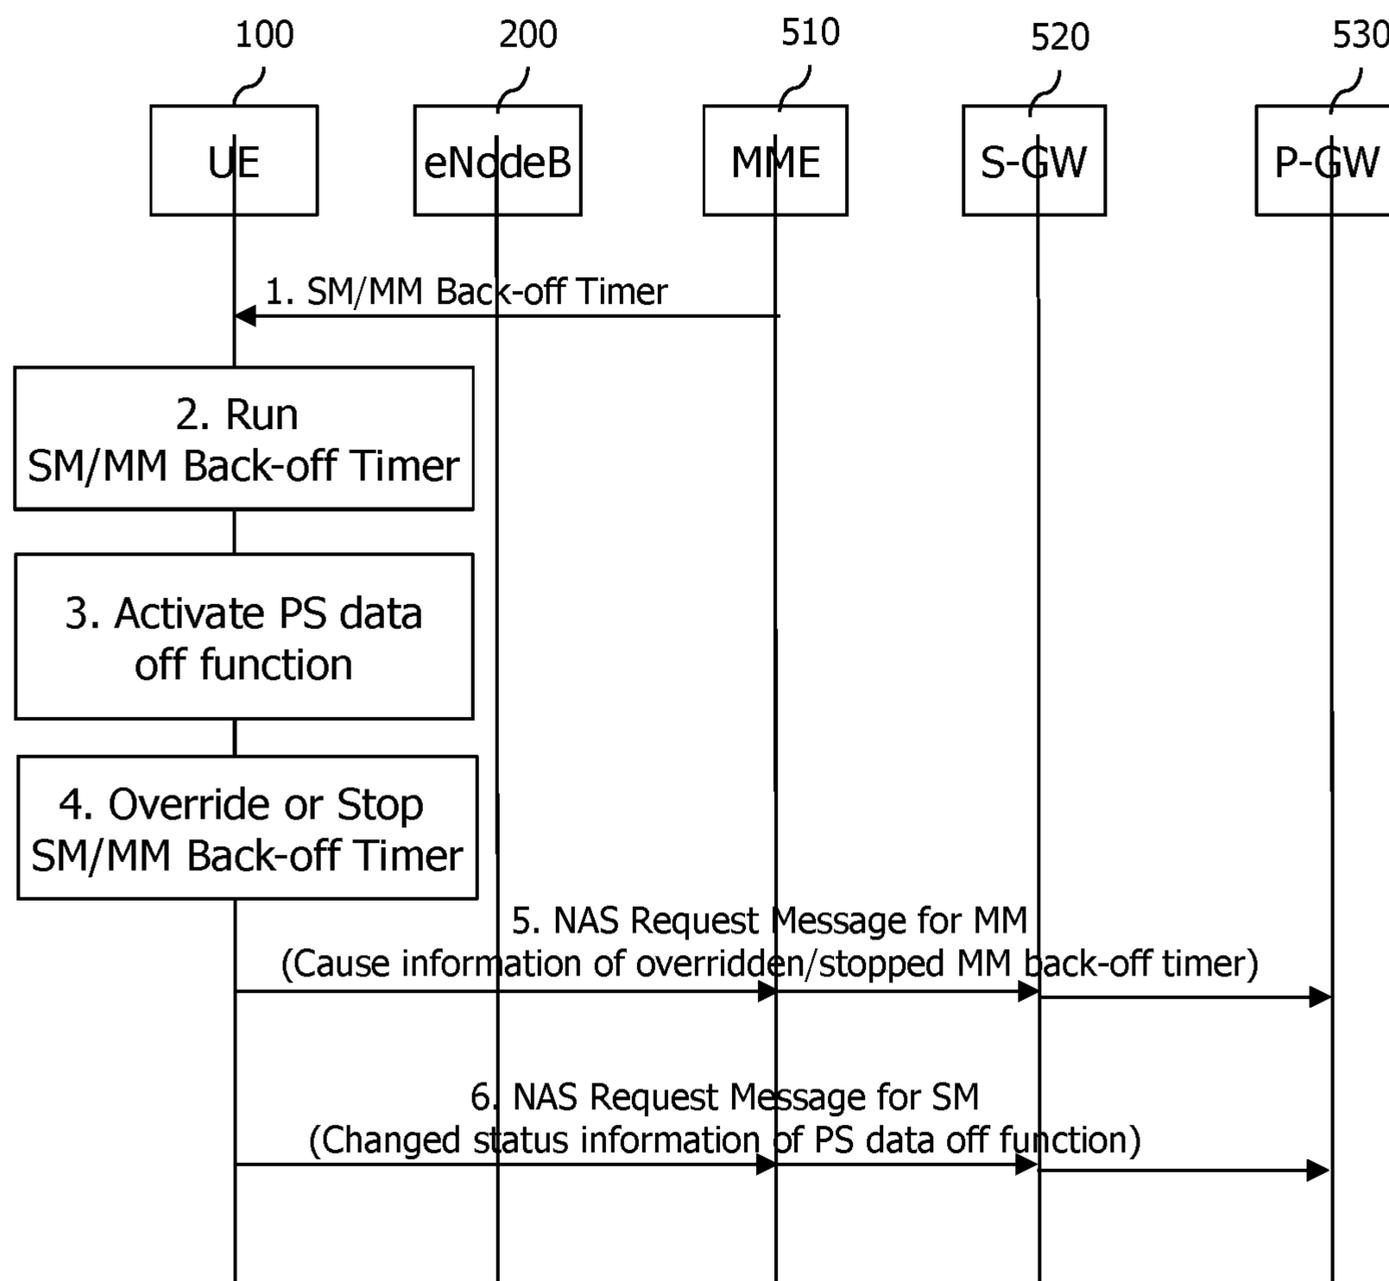 100 200 510 520 530
UE eNodeB MME S-GW P-GW
1. SM/MM Back-off Timer
2. Run
SM/MM Back-off Timer
3. Activate PS data
off function
4. Override or Stop
SM/MM Back-off Timer
5. NAS Request Message for MM
(Cause information of overridden/stopped MM back-off timer)
6. NAS Request Message for SM
(Changed status information of PS data off function)